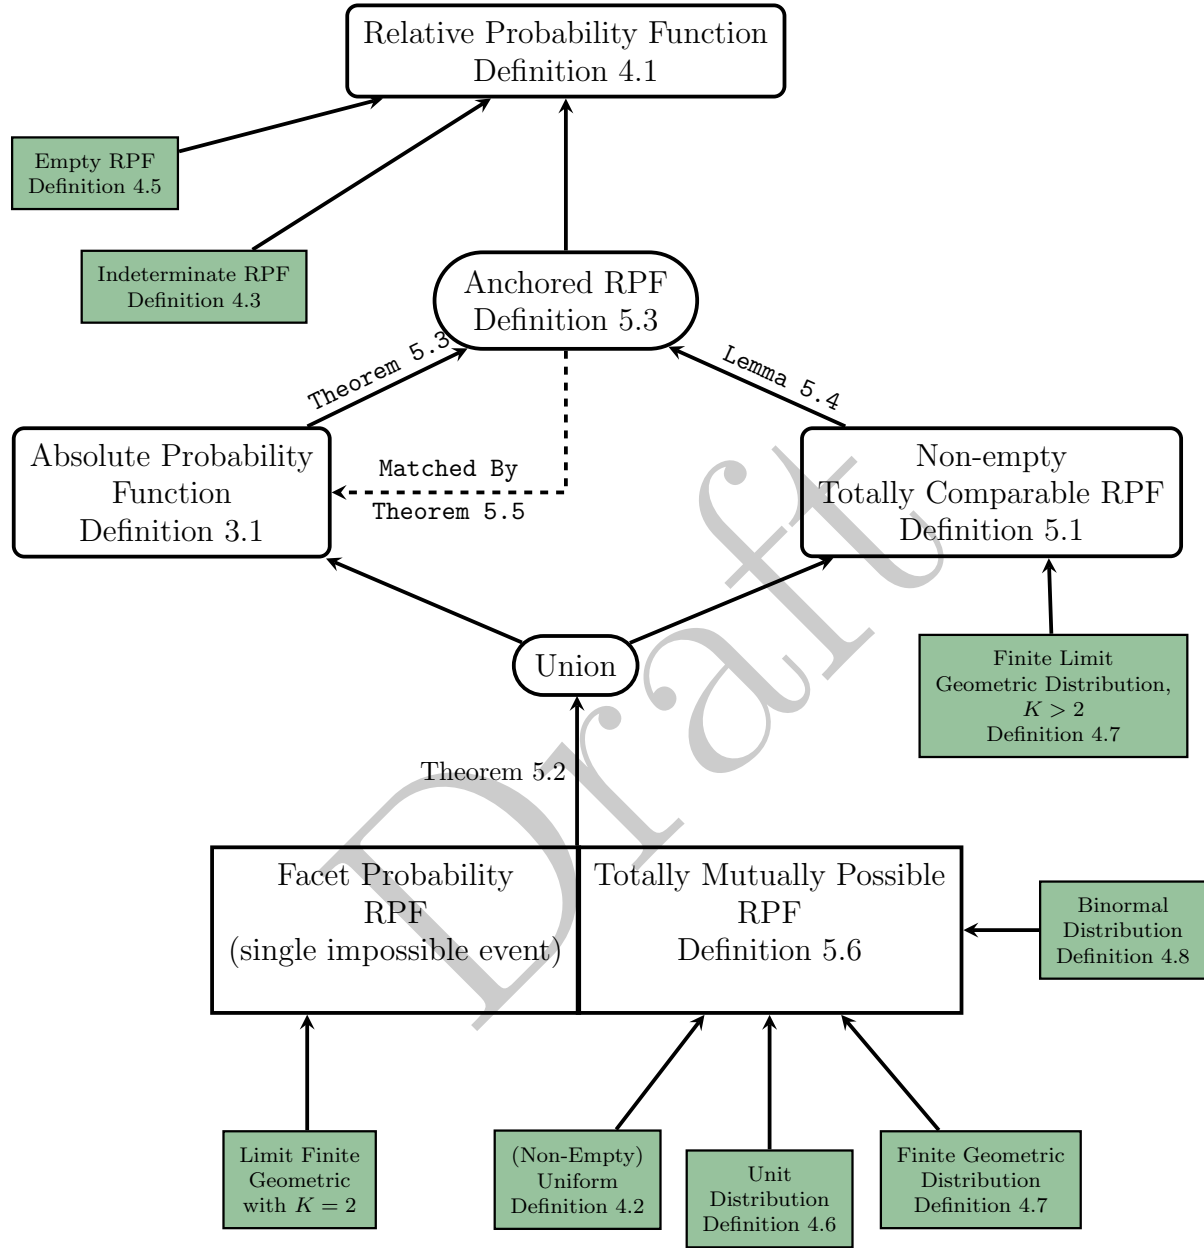 Relative Probability Function
Definition 4.1
Empty RPF
Definition 4.5
Indeterminate RPF
Definition 4.3
Anchored RPF
Definition 5.3
Theorem 5.3
Lemma 5.4
Absolute Probability
Function
Definition 3.1
Matched By
Theorem 5.5
Non-empty
Totally Comparable RPF
Definition 5.1
Union
Finite Limit
Geometric Distribution,
K > 2
Definition 4.7
Theorem 5.2
Draft
Facet Probability
RPF
(single impossible event)
Totally Mutually Possible
RPF
Definition 5.6
Binormal
Distribution
Definition 4.8
Limit Finite
Geometric
with K = 2
(Non-Empty)
Uniform
Definition 4.2
Unit
Distribution
Definition 4.6
Finite Geometric
Distribution
Definition 4.7